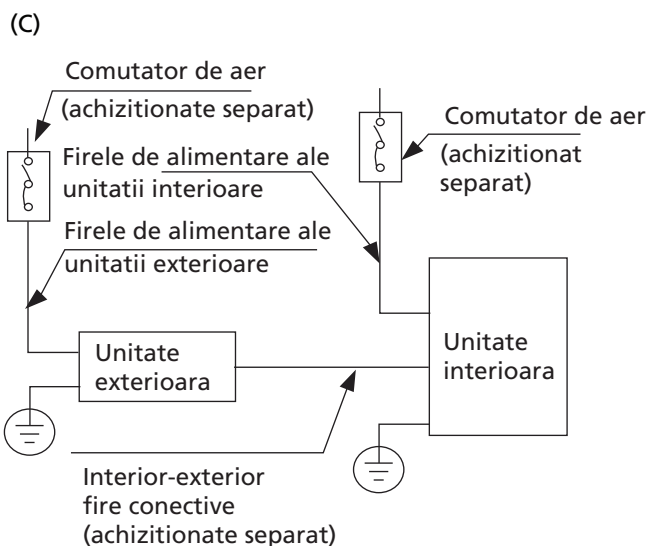 (C)
Comutator de aer
(achizitionate separat)
Comutator de aer
(achizitionat
separat)
Firele de alimentare ale
unitatii interioare
Firele de alimentare ale
unitatii exterioare
Unitate
exterioara
Unitate
interioara
Interior-exterior
fire conective
(achizitionate separat)